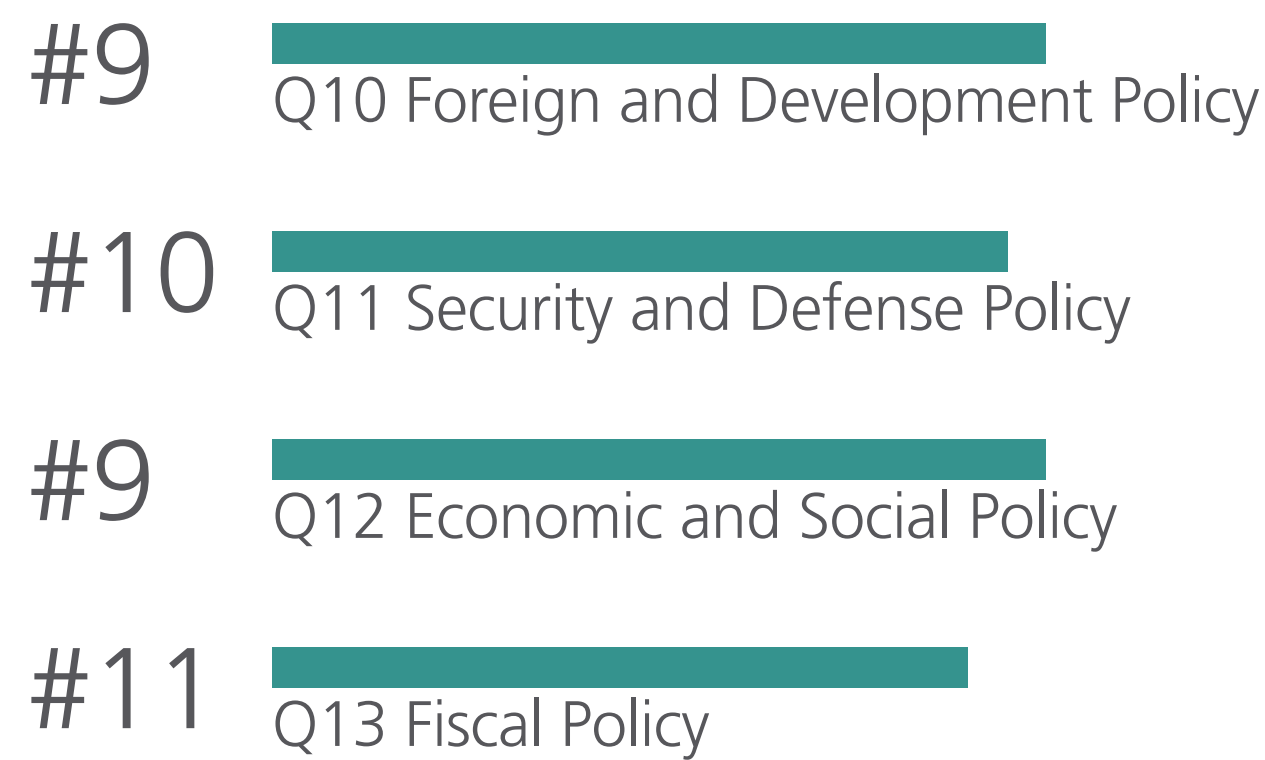 #9
Q10 Foreign and Development Policy
#10
Q11 Security and Defense Policy
#9
Q12 Economic and Social Policy
#11
Q13 Fiscal Policy